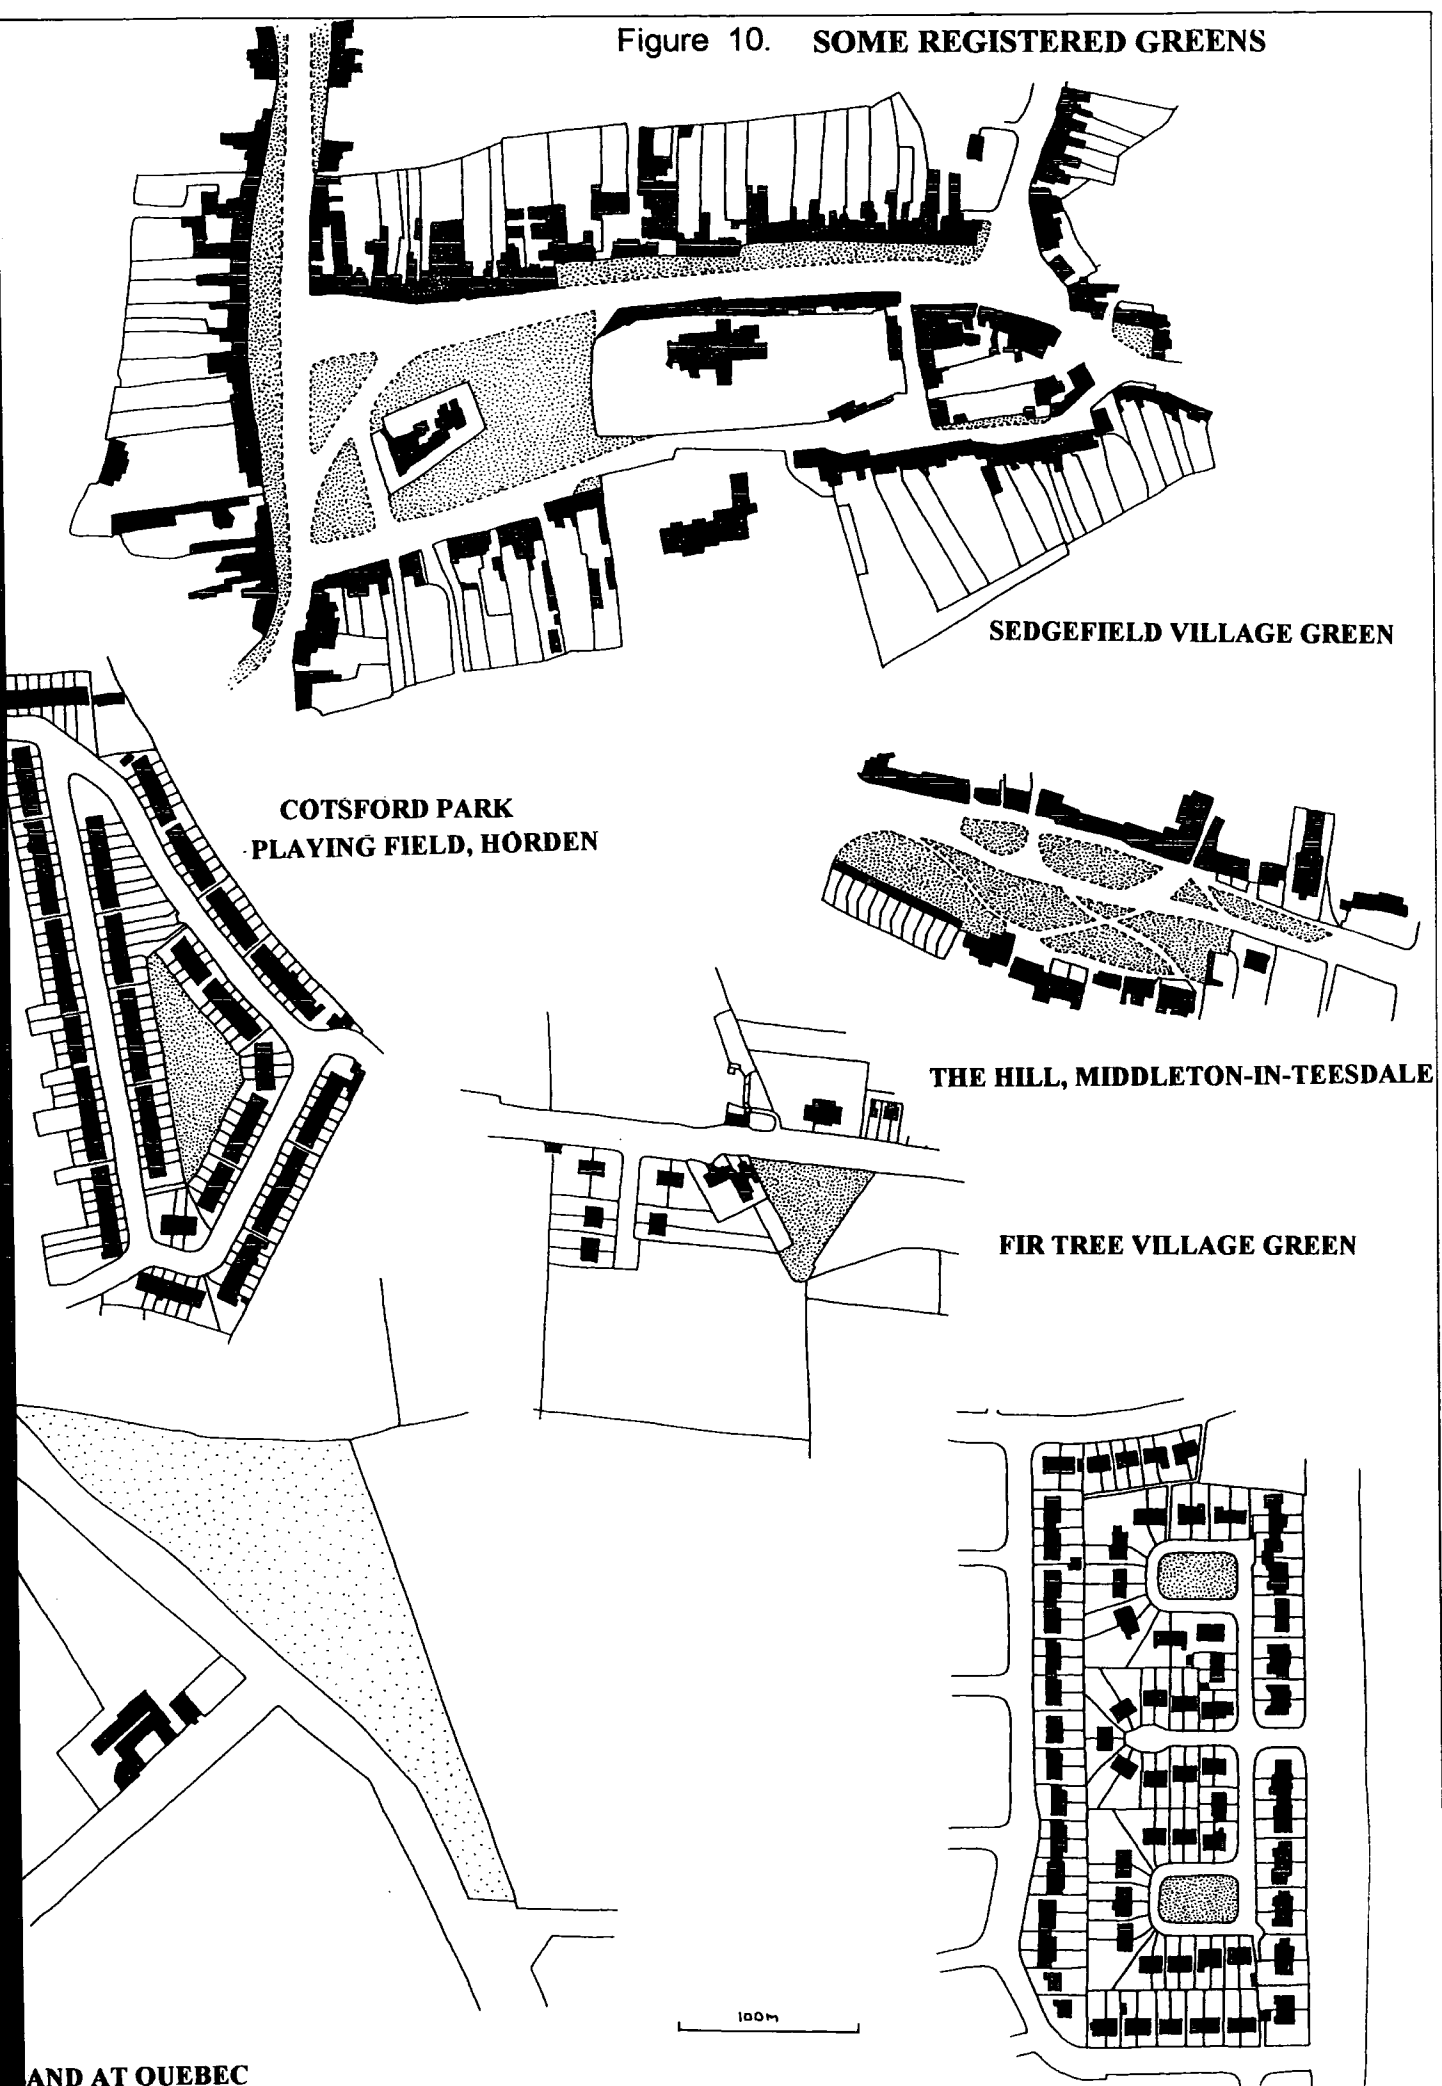 Figure 10. SOME REGISTERED GREENS
SEDGEFIELD VILLAGE GREEN
COTSFORD PARK
PLAYING FIELD, HORDEN
THE HILL, MIDDLETON-IN-TEESDALE
FIR TREE VILLAGE GREEN
100M
AND AT QUEBEC